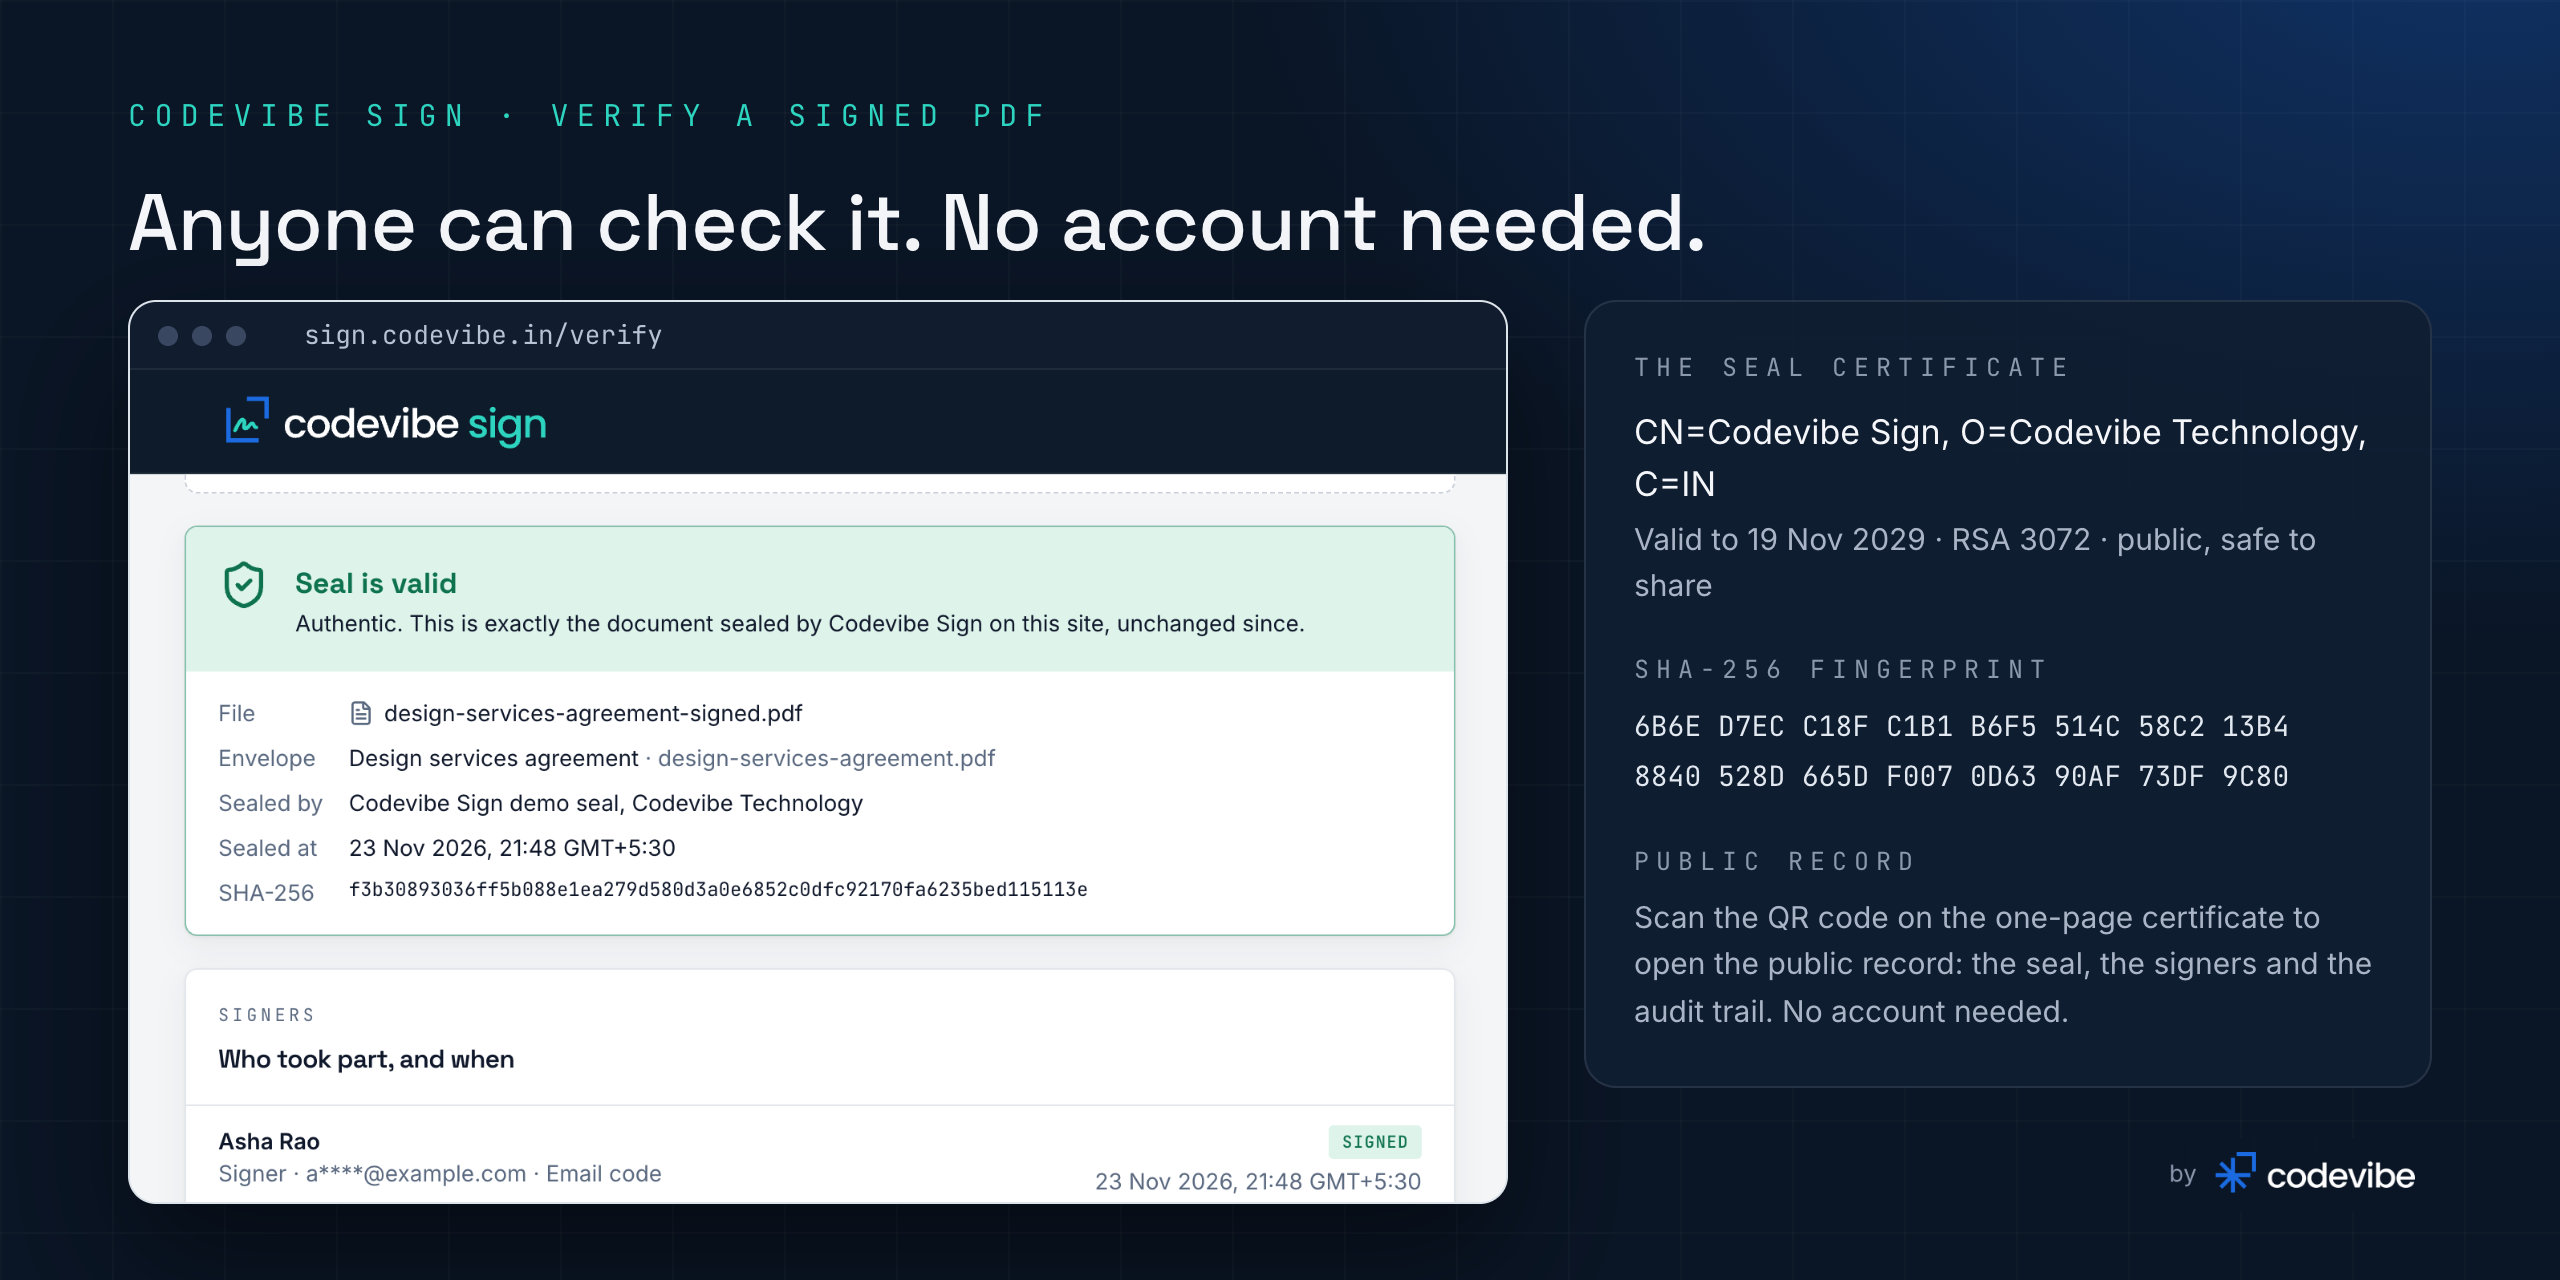 CODEVIBE SIGN · VERIFY A SIGNED PDF
Anyone can check it. No account needed.
sign.codevibe.in/verify
codevibe sign
Seal is valid
Authentic. This is exactly the document sealed by Codevibe Sign on this site, unchanged since.
File design-services-agreement-signed.pdf
Envelope Design services agreement · design-services-agreement.pdf
Sealed by Codevibe Sign demo seal, Codevibe Technology
Sealed at 23 Nov 2026, 21:48 GMT+5:30
SHA-256 f3b30893036ff5b088e1ea279d580d3a0e6852c0dfc92170fa6235bed115113e
SIGNERS
Who took part, and when
Asha Rao SIGNED
Signer · a****@example.com · Email code 23 Nov 2026, 21:48 GMT+5:30
THE SEAL CERTIFICATE
CN=Codevibe Sign, O=Codevibe Technology,
C=IN
Valid to 19 Nov 2029 · RSA 3072 · public, safe to
share
SHA-256 FINGERPRINT
6B6E D7EC C18F C1B1 B6F5 514C 58C2 13B4
8840 528D 665D F007 0D63 90AF 73DF 9C80
PUBLIC RECORD
Scan the QR code on the one-page certificate to
open the public record: the seal, the signers and the
audit trail. No account needed.
by codevibe